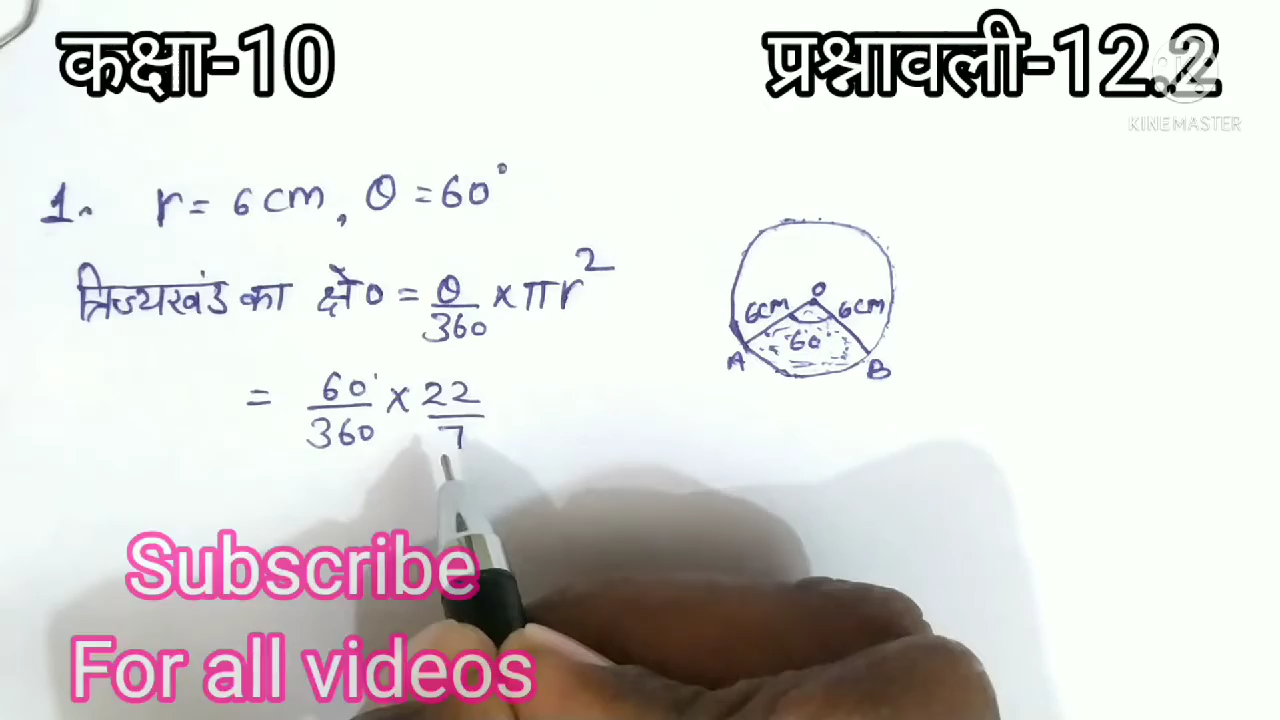 कक्षा-10
प्रश्नावली-12.2
KINEMASTER
1. r = 6 cm, θ = 60°
त्रिज्यखंड का क्षे० = θ/360 × πr²
= 60°/360 × 22/7
O
6cm 6cm
60°
A B
Subscribe
For all videos